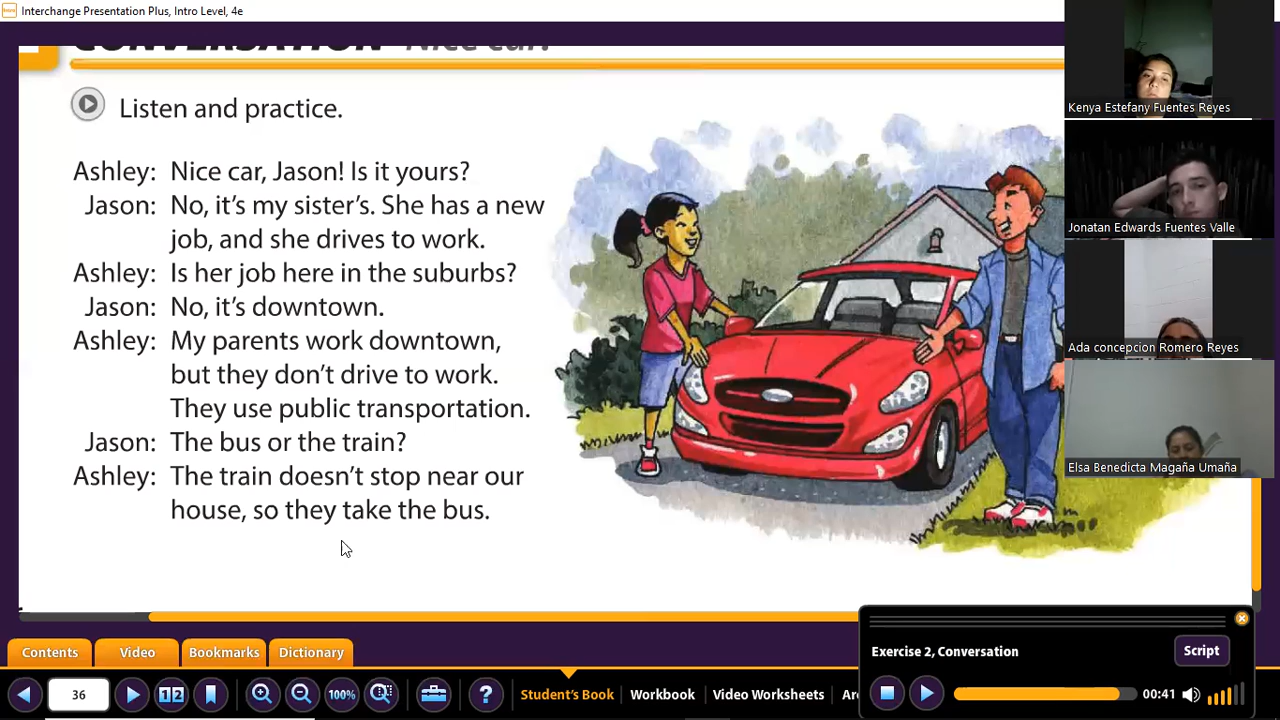 Interchange Presentation Plus, Intro Level, 4e
CONVERSATION Nice car!
Listen and practice.
Ashley: Nice car, Jason! Is it yours?
Jason: No, it's my sister's. She has a new
job, and she drives to work.
Ashley: Is her job here in the suburbs?
Jason: No, it's downtown.
Ashley: My parents work downtown,
but they don't drive to work.
They use public transportation.
Jason: The bus or the train?
Ashley: The train doesn't stop near our
house, so they take the bus.
Kenya Estefany Fuentes Reyes
Jonatan Edwards Fuentes Valle
Ada concepcion Romero Reyes
Elsa Benedicta Magaña Umaña
Exercise 2, Conversation
Script
00:41
Contents
Video
Bookmarks
Dictionary
36
1 2
100%
?
Student's Book
Workbook
Video Worksheets